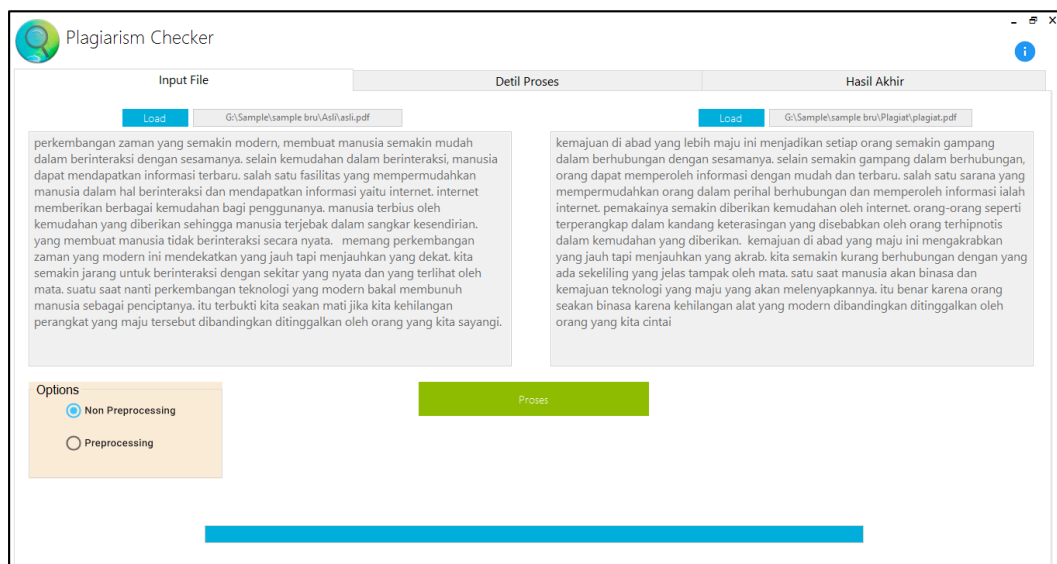 Plagiarism Checker
Input File
Detil Proses
Hasil Akhir
Load
G:\Sample\sample bru\Asli\asli.pdf
perkembangan zaman yang semakin modern, membuat manusia semakin mudah
dalam berinteraksi dengan sesamanya. selain kemudahan dalam berinteraksi, manusia
dapat mendapatkan informasi terbaru. salah satu fasilitas yang mempermudahkan
manusia dalam hal berinteraksi dan mendapatkan informasi yaitu internet. internet
memberikan berbagai kemudahan bagi penggunanya. manusia terbius oleh
kemudahan yang diberikan sehingga manusia terjebak dalam sangkar kesendirian.
yang membuat manusia tidak berinteraksi secara nyata. memang perkembangan
zaman yang modern ini mendekatkan yang jauh tapi menjauhkan yang dekat. kita
semakin jarang untuk berinteraksi dengan sekitar yang nyata dan yang terlihat oleh
mata. suatu saat nanti perkembangan teknologi yang modern bakal membunuh
manusia sebagai penciptanya. itu terbukti kita seakan mati jika kita kehilangan
perangkat yang maju tersebut dibandingkan ditinggalkan oleh orang yang kita sayangi.
Load
G:\Sample\sample bru\Plagiat\plagiat.pdf
kemajuan di abad yang lebih maju ini menjadikan setiap orang semakin gampang
dalam berhubungan dengan sesamanya. selain semakin gampang dalam berhubungan,
orang dapat memperoleh informasi dengan mudah dan terbaru. salah satu sarana yang
mempermudahkan orang dalam perihal berhubungan dan memperoleh informasi ialah
internet. pemakainya semakin diberikan kemudahan oleh internet. orang-orang seperti
terperangkap dalam kandang keterasingan yang disebabkan oleh orang terhipnotis
dalam kemudahan yang diberikan. kemajuan di abad yang maju ini mengakrabkan
yang jauh tapi menjauhkan yang akrab. kita semakin kurang berhubungan dengan yang
ada sekeliling yang jelas tampak oleh mata. satu saat manusia akan binasa dan
kemajuan teknologi yang maju yang akan melenyapkannya. itu benar karena orang
seakan binasa karena kehilangan alat yang modern dibandingkan ditinggalkan oleh
orang yang kita cintai
Options
Non Preprocessing
Preprocessing
Proses